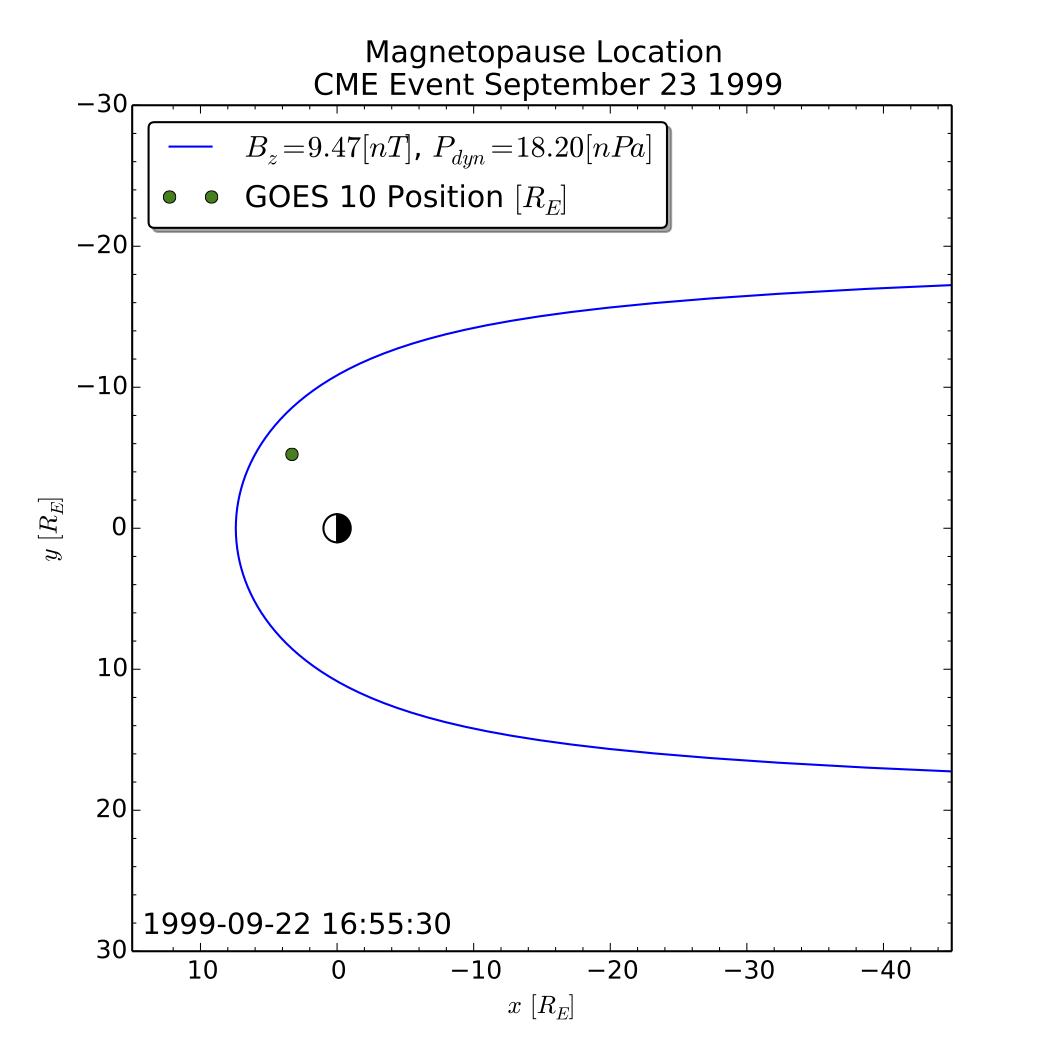 Magnetopause Location
CME Event September 23 1999
B_z=9.47[nT], P_dyn=18.20[nPa]
GOES 10 Position [R_E]
−30
−20
−10
0
10
20
30
y [R_E]
1999-09-22 16:55:30
10 0 −10 −20 −30 −40
x [R_E]